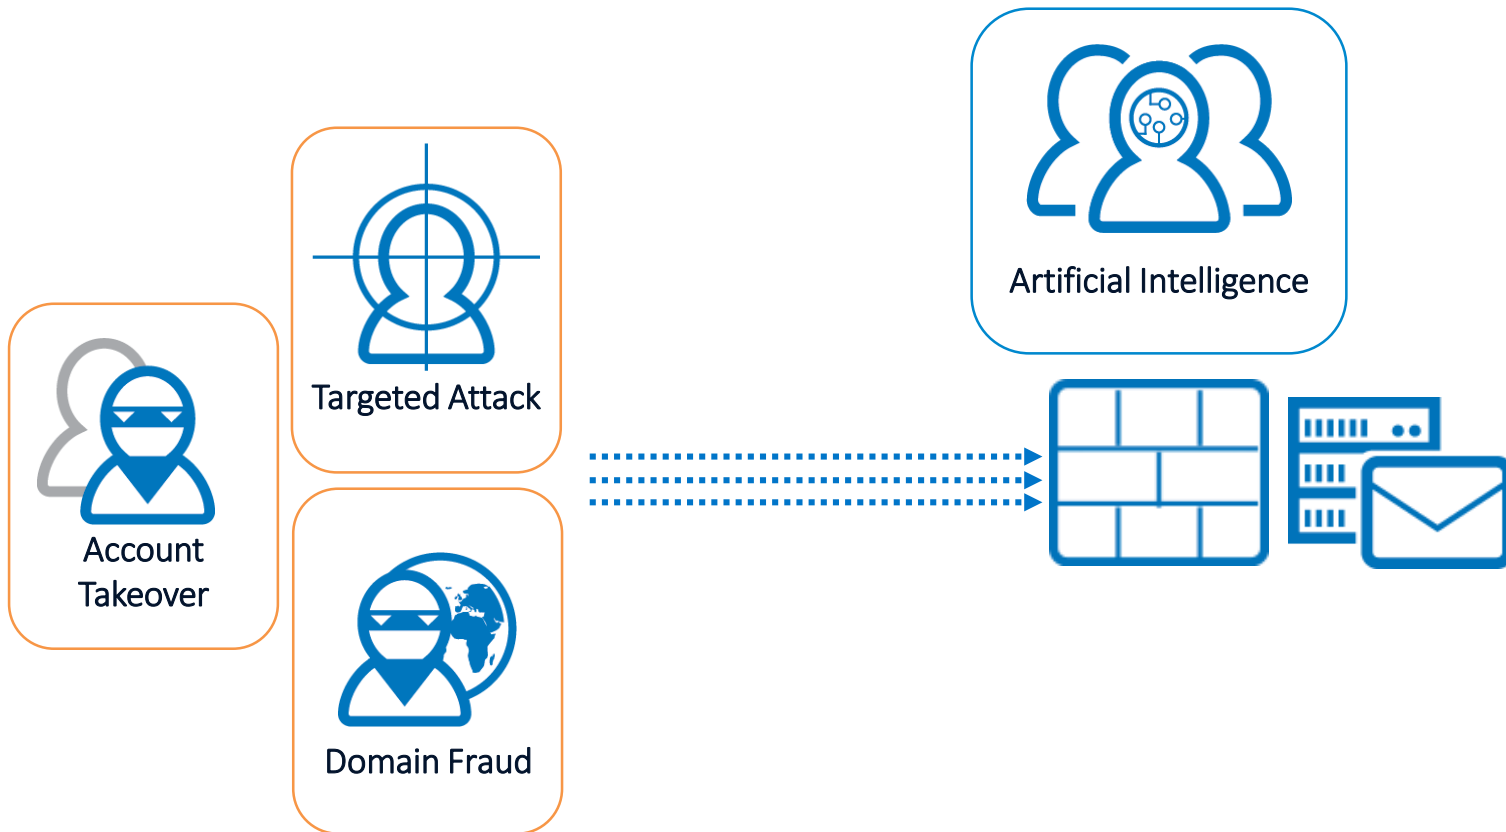 Artificial Intelligence
Targeted Attack
Account
Takeover
Domain Fraud